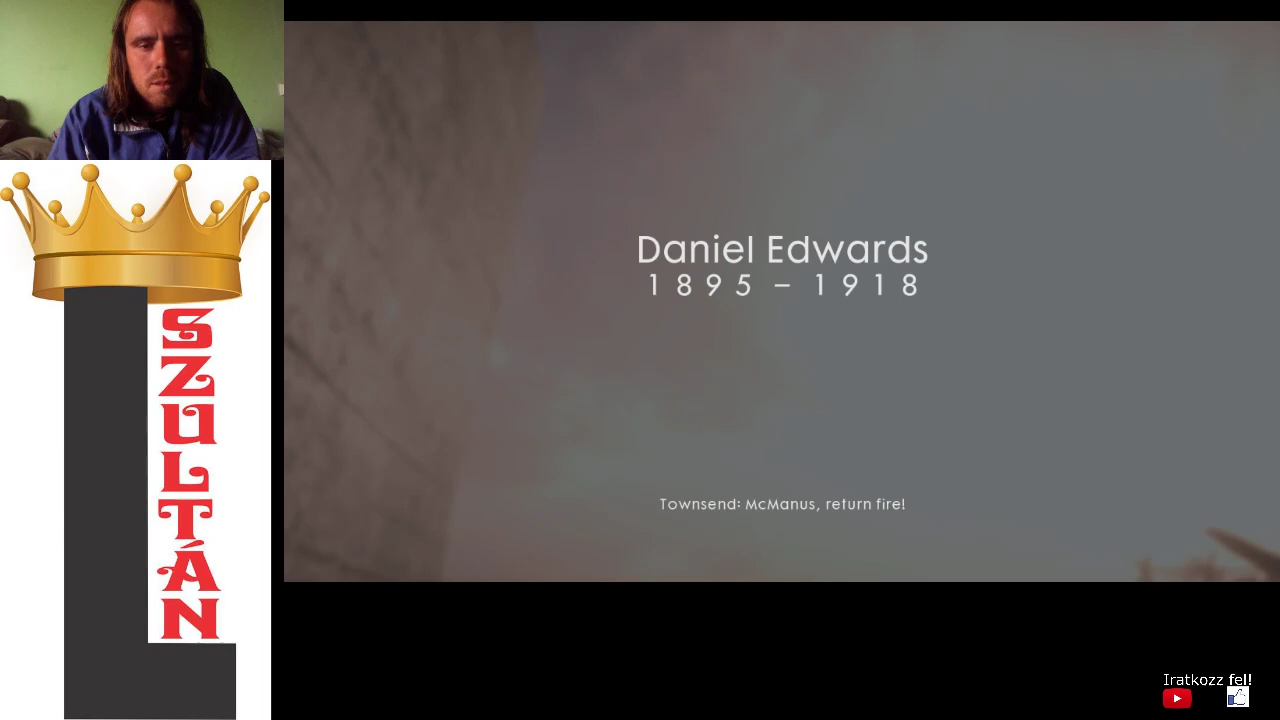 Daniel Edwards
1895 – 1918
Townsend: McManus, return fire!
L
SZULTÁN
Iratkozz fel!